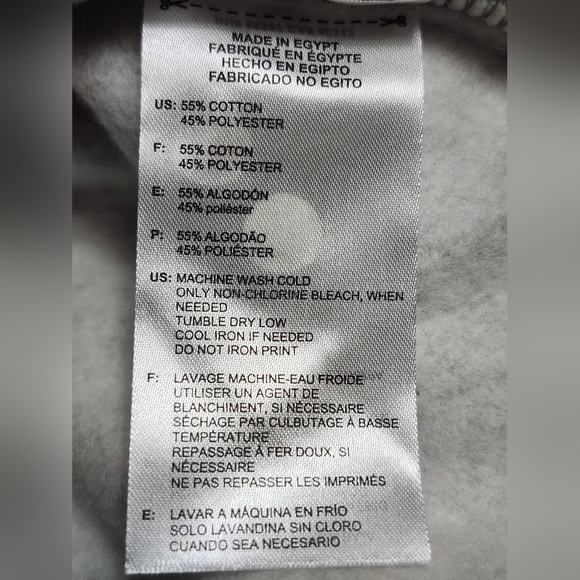 MADE IN EGYPT
FABRIQUÉ EN ÉGYPTE
HECHO EN EGIPTO
FABRICADO NO EGITO
US: 55% COTTON
45% POLYESTER
F: 55% COTON
45% POLYESTER
E: 55% ALGODÓN
45% poliéster
P: 55% ALGODÃO
45% POLIÉSTER
US: MACHINE WASH COLD
ONLY NON-CHLORINE BLEACH, WHEN
NEEDED
TUMBLE DRY LOW
COOL IRON IF NEEDED
DO NOT IRON PRINT
F: LAVAGE MACHINE-EAU FROIDE
UTILISER UN AGENT DE
BLANCHIMENT, SI NÉCESSAIRE
SÉCHAGE PAR CULBUTAGE À BASSE
TEMPÉRATURE
REPASSAGE À FER DOUX, SI
NÉCESSAIRE
NE PAS REPASSER LES IMPRIMÉS
E: LAVAR A MÁQUINA EN FRÍO
SOLO LAVANDINA SIN CLORO
CUANDO SEA NECESARIO